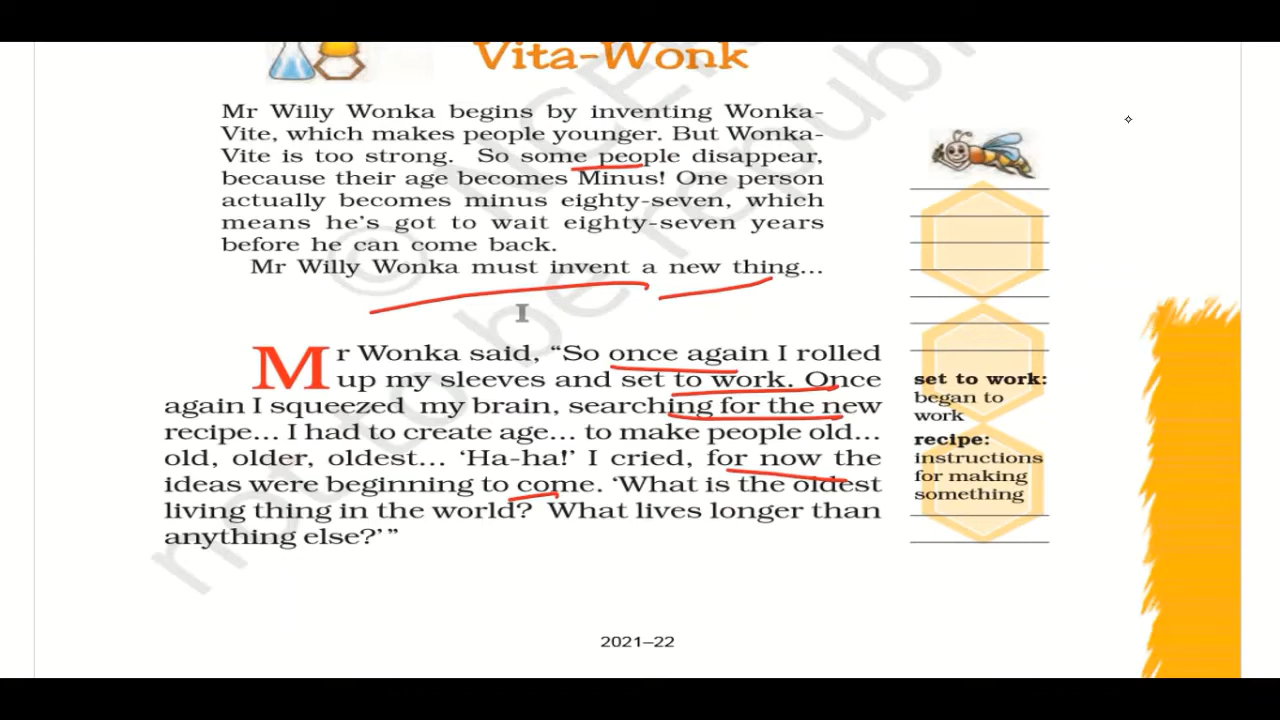 Vita-Wonk
Mr Willy Wonka begins by inventing Wonka-
Vite, which makes people younger. But Wonka-
Vite is too strong. So some people disappear,
because their age becomes Minus! One person
actually becomes minus eighty-seven, which
means he's got to wait eighty-seven years
before he can come back.
Mr Willy Wonka must invent a new thing...
I
Mr Wonka said, “So once again I rolled
up my sleeves and set to work. Once
again I squeezed my brain, searching for the new
recipe... I had to create age... to make people old...
old, older, oldest... ‘Ha-ha!’ I cried, for now the
ideas were beginning to come. ‘What is the oldest
living thing in the world? What lives longer than
anything else?’”
set to work:
began to
work
recipe:
instructions
for making
something
2021–22
not to be republ
© NCE